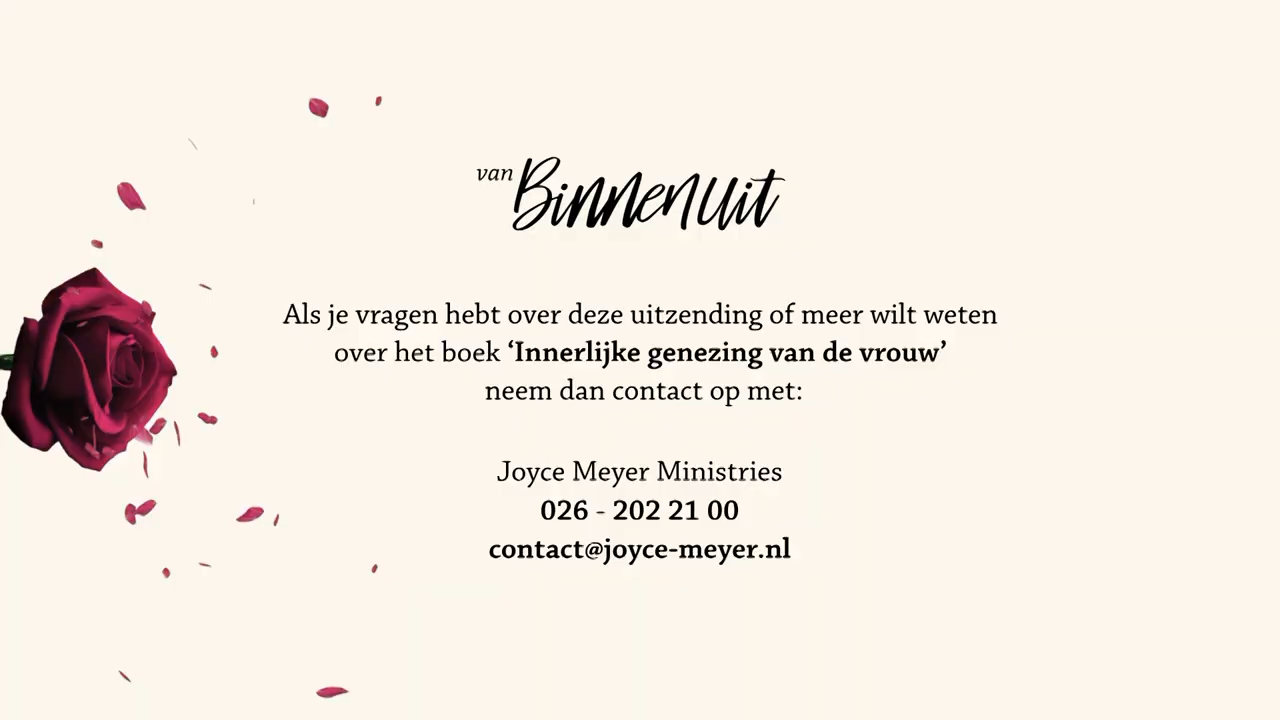 van Binnenuit
Als je vragen hebt over deze uitzending of meer wilt weten
over het boek ‘Innerlijke genezing van de vrouw’
neem dan contact op met:
Joyce Meyer Ministries
026 - 202 21 00
contact@joyce-meyer.nl